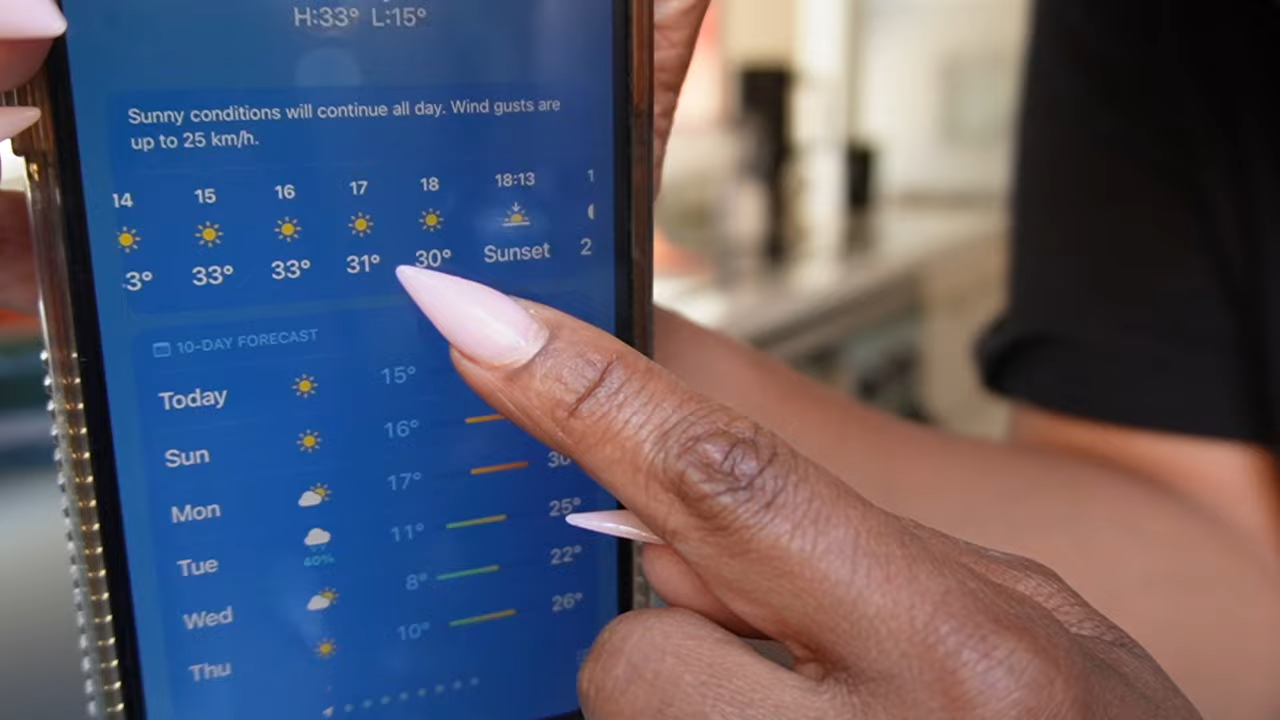 H:33° L:15°
Sunny conditions will continue all day. Wind gusts are
up to 25 km/h.
14 15 16 17 18 18:13
3° 33° 33° 31° 30° Sunset 2
10-DAY FORECAST
Today 15°
Sun 16°
Mon 17° 30
Tue 40% 11° 25°
Wed 8° 22°
Thu 10° 26°